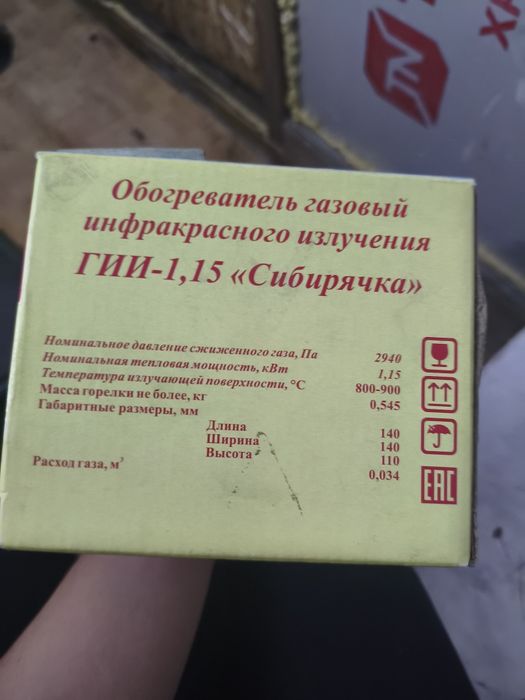 Обогреватель газовый
инфракрасного излучения
ГИИ-1,15 «Сибирячка»
Номинальное давление сжиженного газа, Па 2940
Номинальная тепловая мощность, кВт 1,15
Температура излучающей поверхности, °С 800-900
Масса горелки не более, кг 0,545
Габаритные размеры, мм
Длина 140
Ширина 140
Высота 110
Расход газа, м³ 0,034
EAC
TN